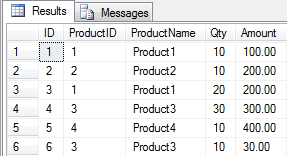 Results Messages
ID ProductID ProductName Qty Amount
1 1 1 Product1 10 100.00
2 2 2 Product2 10 200.00
3 3 1 Product1 20 200.00
4 4 3 Product3 30 300.00
5 5 4 Product4 10 400.00
6 6 3 Product3 10 30.00